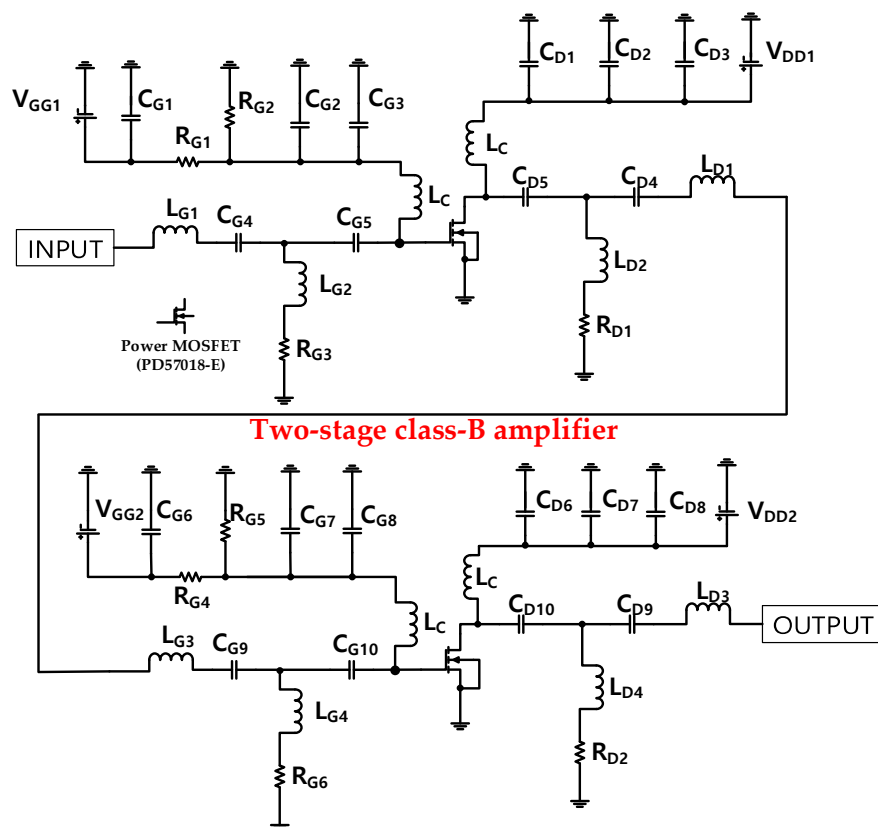 C_D1 C_D2 C_D3 V_DD1
V_GG1 C_G1 R_G2 C_G2 C_G3
R_G1
L_C
L_C C_D5 C_D4 L_D1
L_G1 C_G4 C_G5
INPUT
L_G2 L_D2
R_G3 R_D1
Power MOSFET
(PD57018-E)
Two-stage class-B amplifier
V_GG2 C_G6 R_G5 C_G7 C_G8
C_D6 C_D7 C_D8 V_DD2
R_G4
L_C
L_C C_D10 C_D9 L_D3
L_G3 C_G9 C_G10
OUTPUT
L_G4 L_D4
R_G6 R_D2